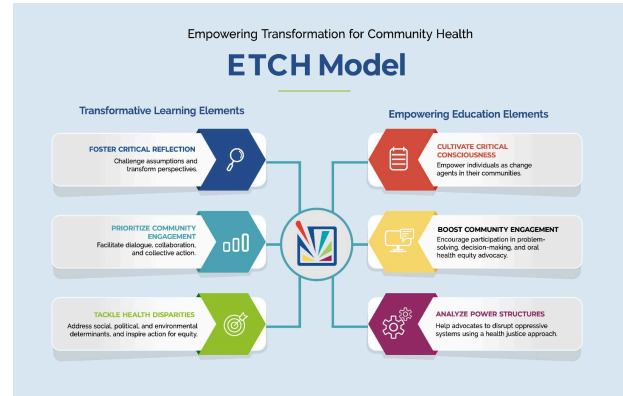 Empowering Transformation for Community Health
ETCH Model
Transformative Learning Elements
FOSTER CRITICAL REFLECTION
Challenge assumptions and
transform perspectives.
PRIORITIZE COMMUNITY
ENGAGEMENT
Facilitate dialogue, collaboration,
and collective action.
TACKLE HEALTH DISPARITIES
Address social, political, and environmental
determinants, and inspire action for equity.
Empowering Education Elements
CULTIVATE CRITICAL
CONSCIOUSNESS
Empower individuals as change
agents in their communities.
BOOST COMMUNITY ENGAGEMENT
Encourage participation in problem-
solving, decision-making, and oral
health equity advocacy.
ANALYZE POWER STRUCTURES
Help advocates to disrupt oppressive
systems using a health justice approach.